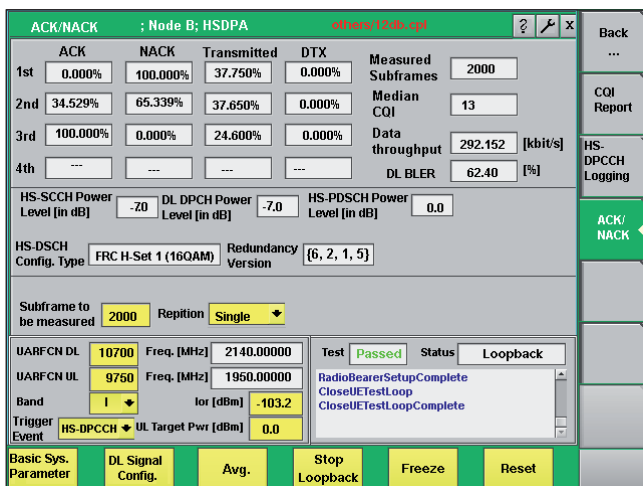 ACK/NACK ; Node B; HSDPA others/12db.cpl ? x
Back
...
CQI
Report
HS-
DPCCH
Logging
ACK/
NACK
ACK NACK Transmitted DTX
1st 0.000% 100.000% 37.750% 0.000%
2nd 34.529% 65.339% 37.650% 0.000%
3rd 100.000% 0.000% 24.600% 0.000%
4th --- --- --- ---
Measured
Subframes 2000
Median
CQI 13
Data
throughput 292.152 [kbit/s]
DL BLER 62.40 [%]
HS-SCCH Power
Level [in dB] -7.0
DL DPCH Power
Level [in dB] -7.0
HS-PDSCH Power
Level [in dB] 0.0
HS-DSCH
Config. Type FRC H-Set 1 (16QAM)
Redundancy
Version {6, 2, 1, 5}
Subframe to
be measured 2000 Repition Single
UARFCN DL 10700 Freq. [MHz] 2140.00000
UARFCN UL 9750 Freq. [MHz] 1950.00000
Band I Ior [dBm] -103.2
Trigger
Event HS-DPCCH UL Target Pwr [dBm] 0.0
Test Passed Status Loopback
RadioBearerSetupComplete
CloseUETestLoop
CloseUETestLoopComplete
Basic Sys.
Parameter
DL Signal
Config.
Avg.
Stop
Loopback
Freeze
Reset